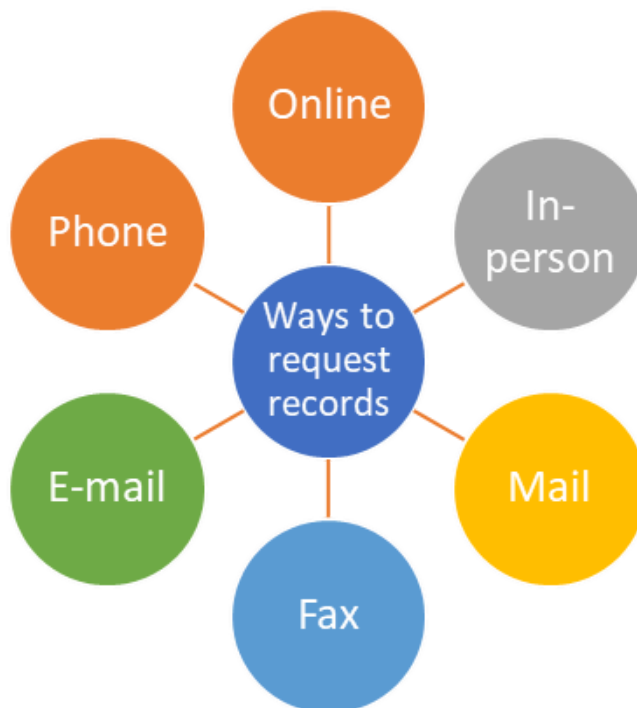 Online
In-
person
Mail
Fax
E-mail
Phone
Ways to
request
records